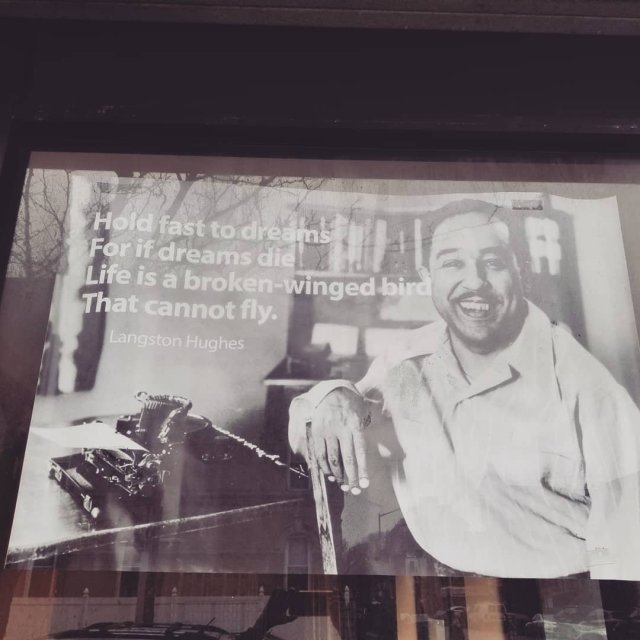 Hold fast to dreams
For if dreams die
Life is a broken-winged bird
That cannot fly.
Langston Hughes